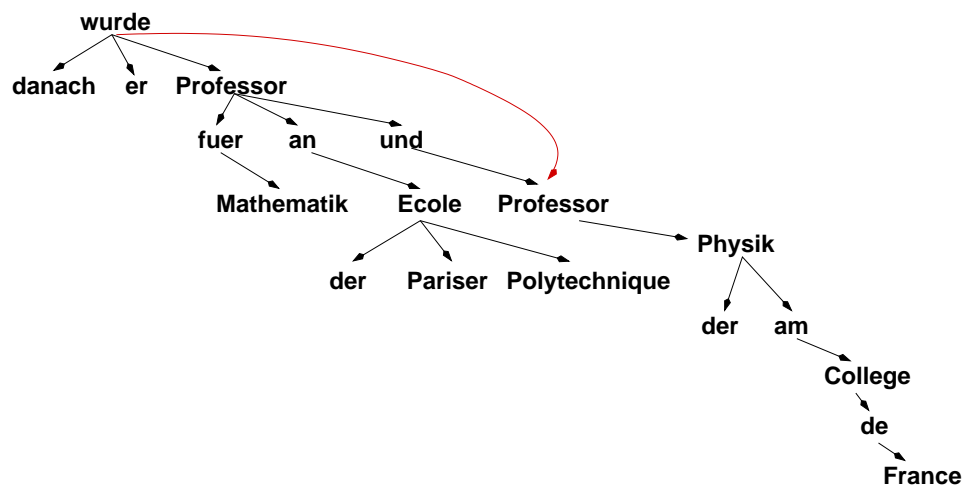 wurde
danach er Professor
fuer an und
Mathematik Ecole Professor
Physik
der Pariser Polytechnique
der am
College
de
France